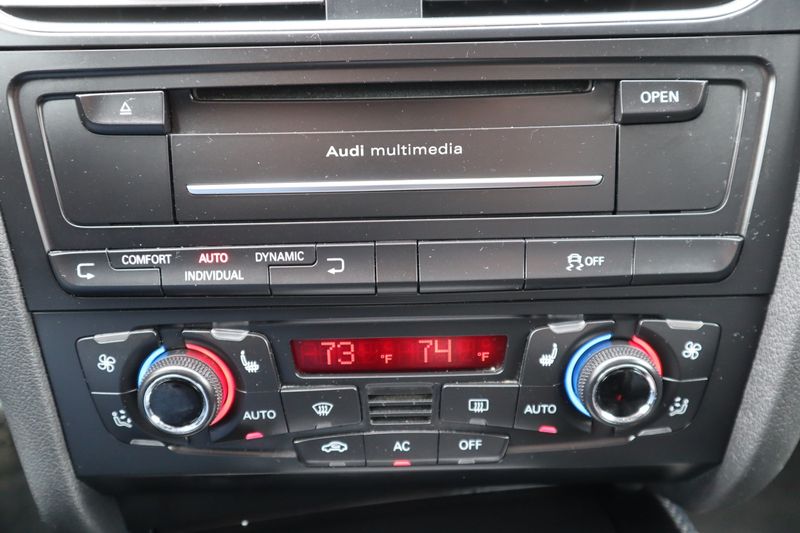 OPEN
Audi multimedia
COMFORT AUTO DYNAMIC
INDIVIDUAL
OFF
73 °F 74 °F
AUTO
AUTO
AC
OFF